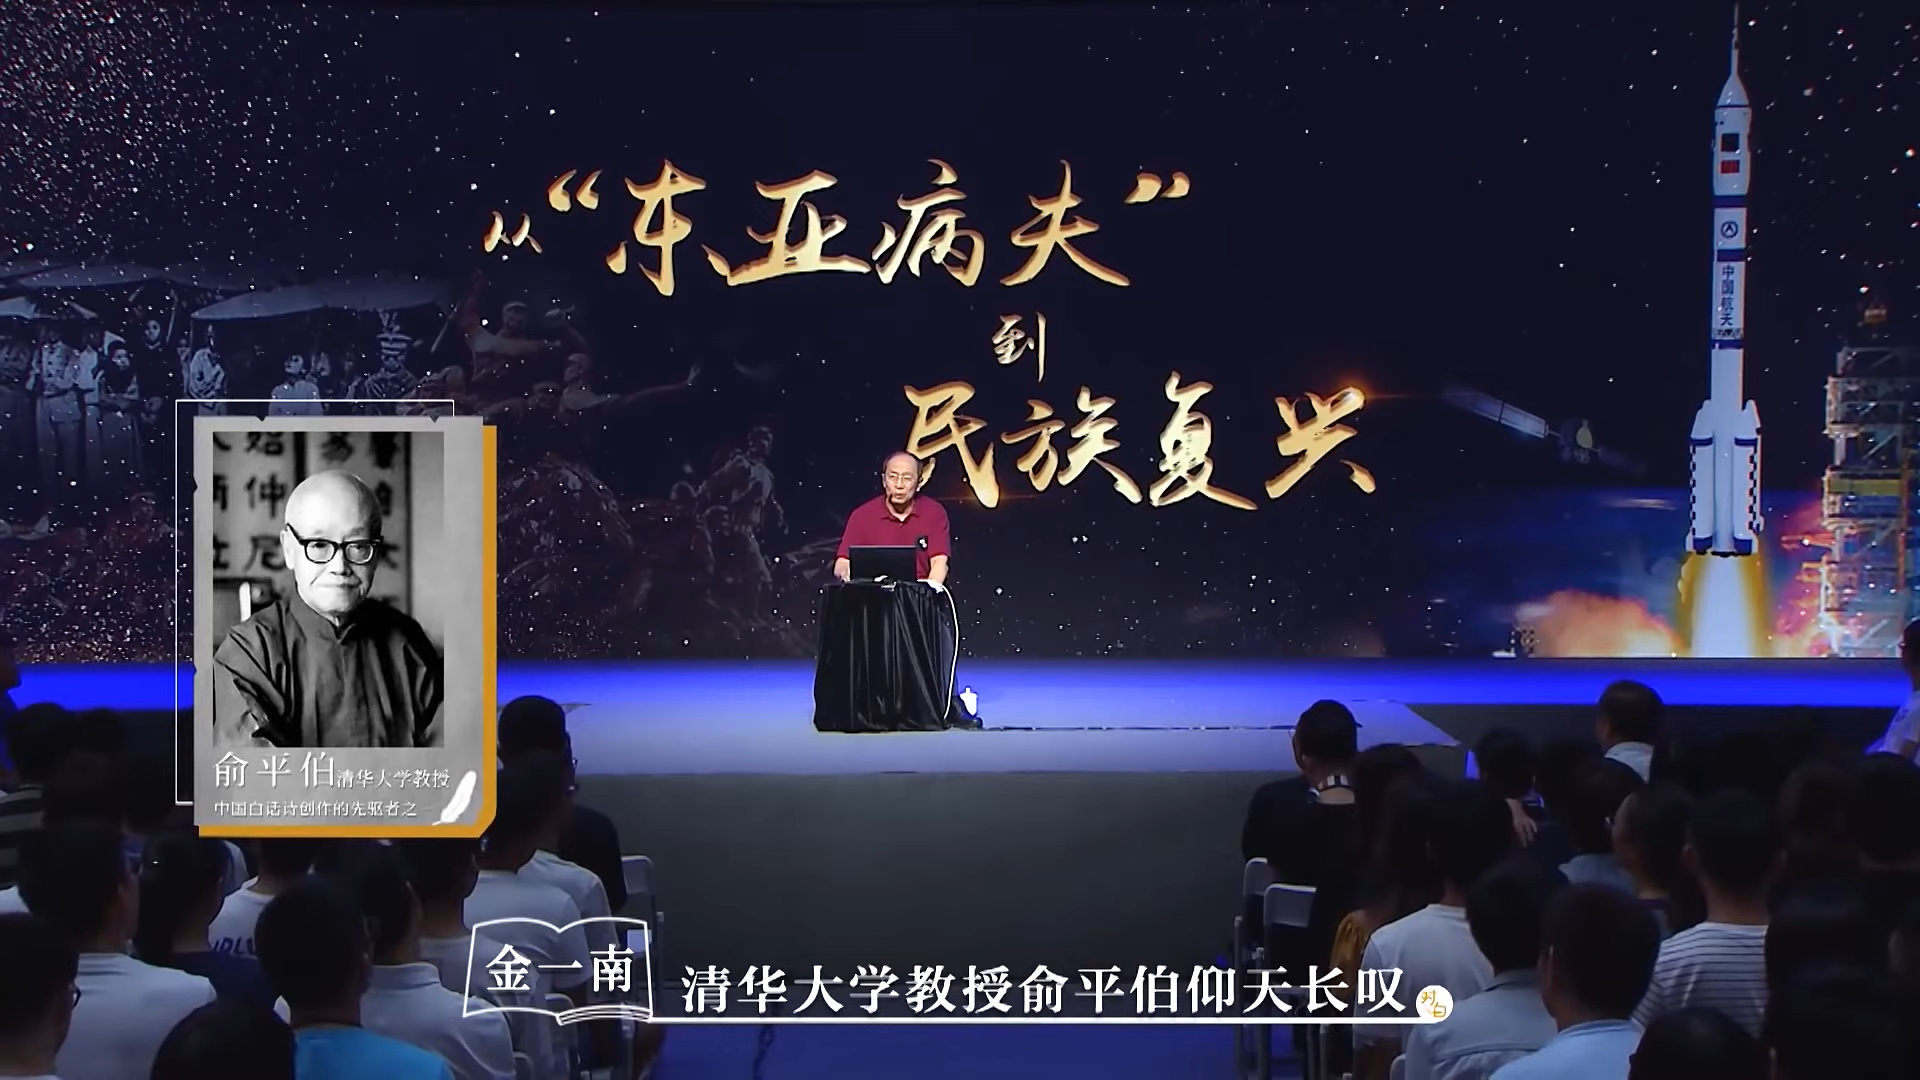 从“东亚病夫”
到
民族复兴
中国航天
俞平伯 清华大学教授
中国白话诗创作的先驱者之一
金一南
清华大学教授俞平伯仰天长叹
对白